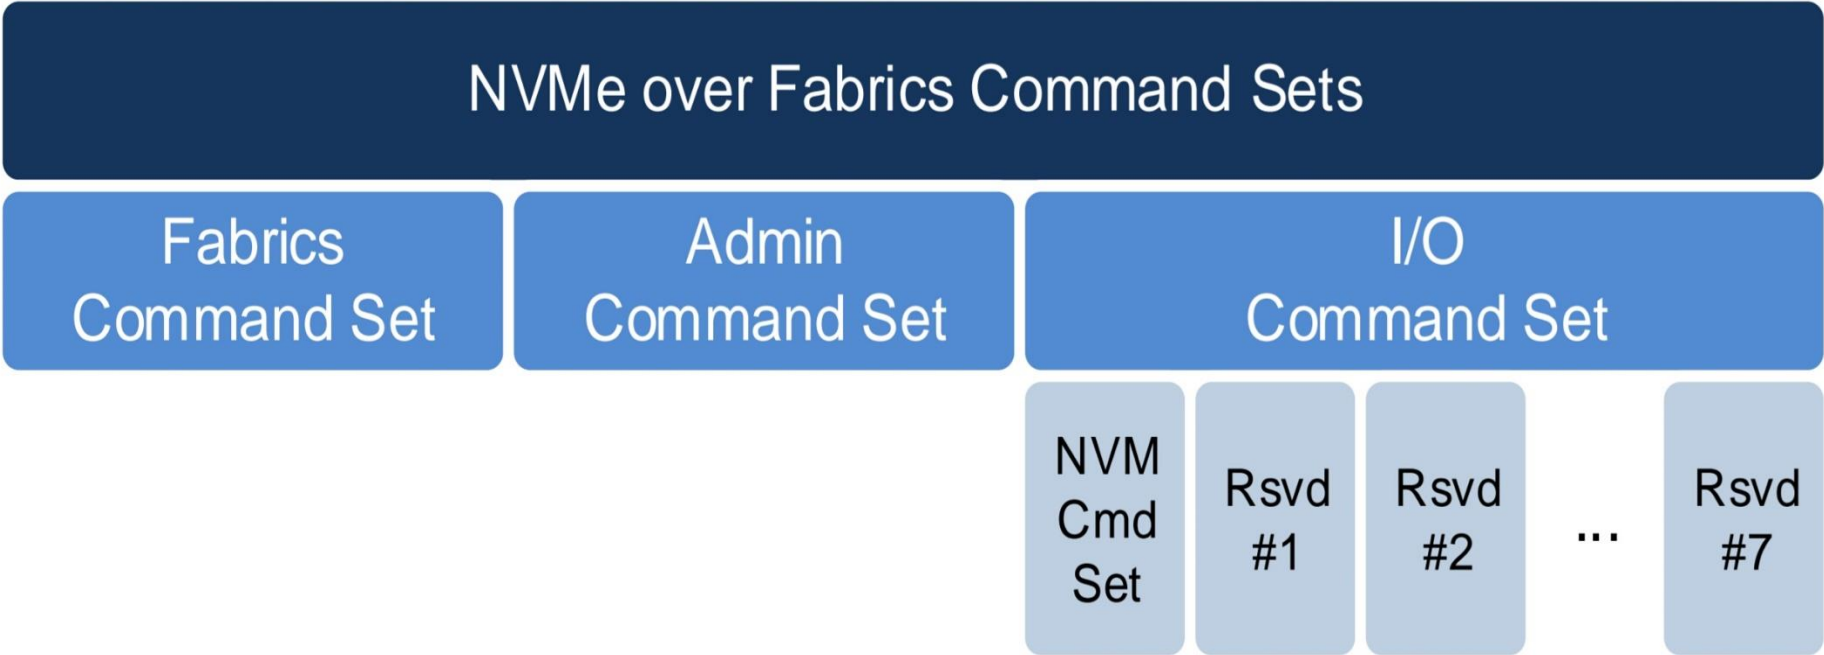 NVMe over Fabrics Command Sets
Fabrics
Command Set
Admin
Command Set
I/O
Command Set
NVM
Cmd
Set
Rsvd
#1
Rsvd
#2
...
Rsvd
#7